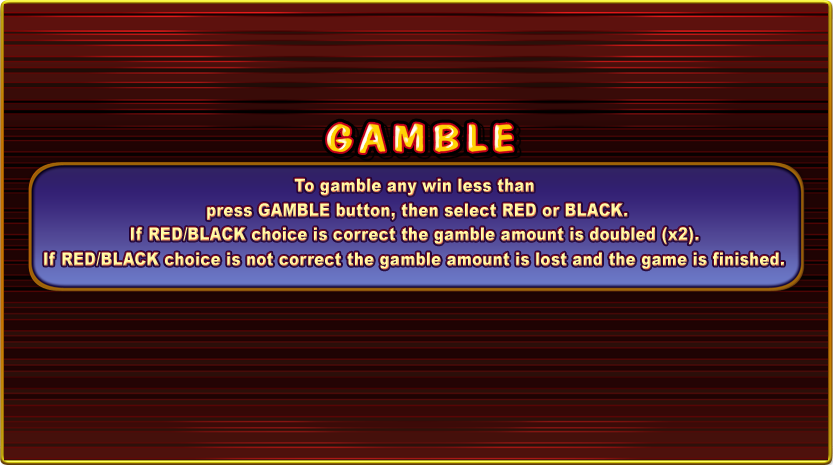 GAMBLE
To gamble any win less than
press GAMBLE button, then select RED or BLACK.
If RED/BLACK choice is correct the gamble amount is doubled (x2).
If RED/BLACK choice is not correct the gamble amount is lost and the game is finished.